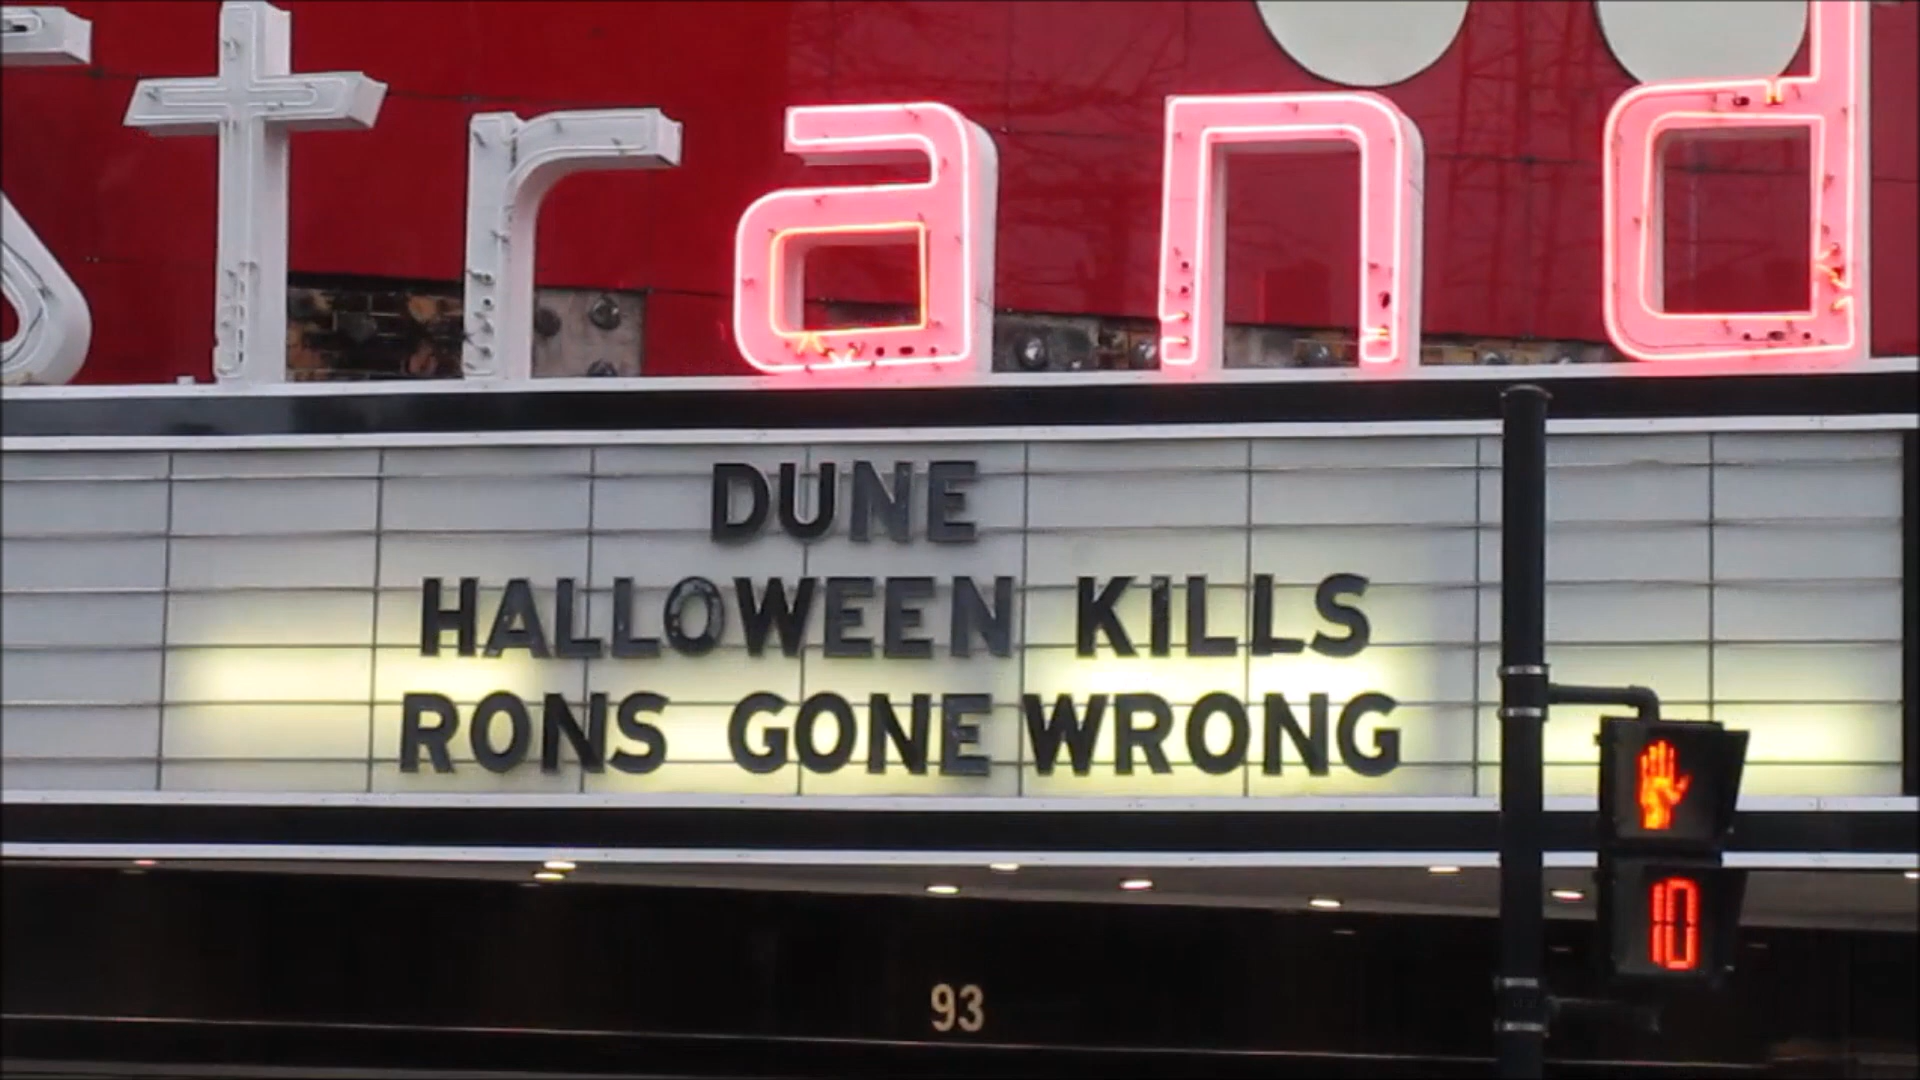 strand
DUNE
HALLOWEEN KILLS
RONS GONE WRONG
10
93